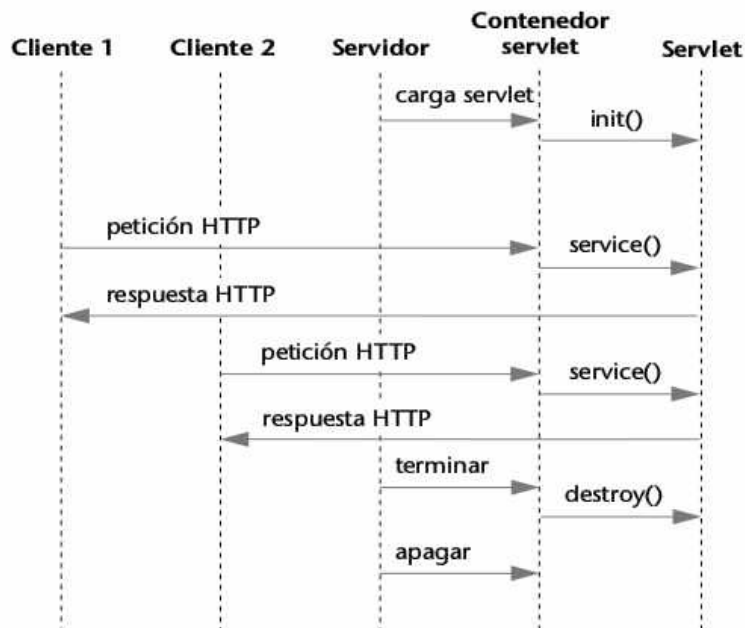 Cliente 1
Cliente 2
Servidor
Contenedor
servlet
Servlet
carga servlet
init()
petición HTTP
service()
respuesta HTTP
petición HTTP
service()
respuesta HTTP
terminar
destroy()
apagar